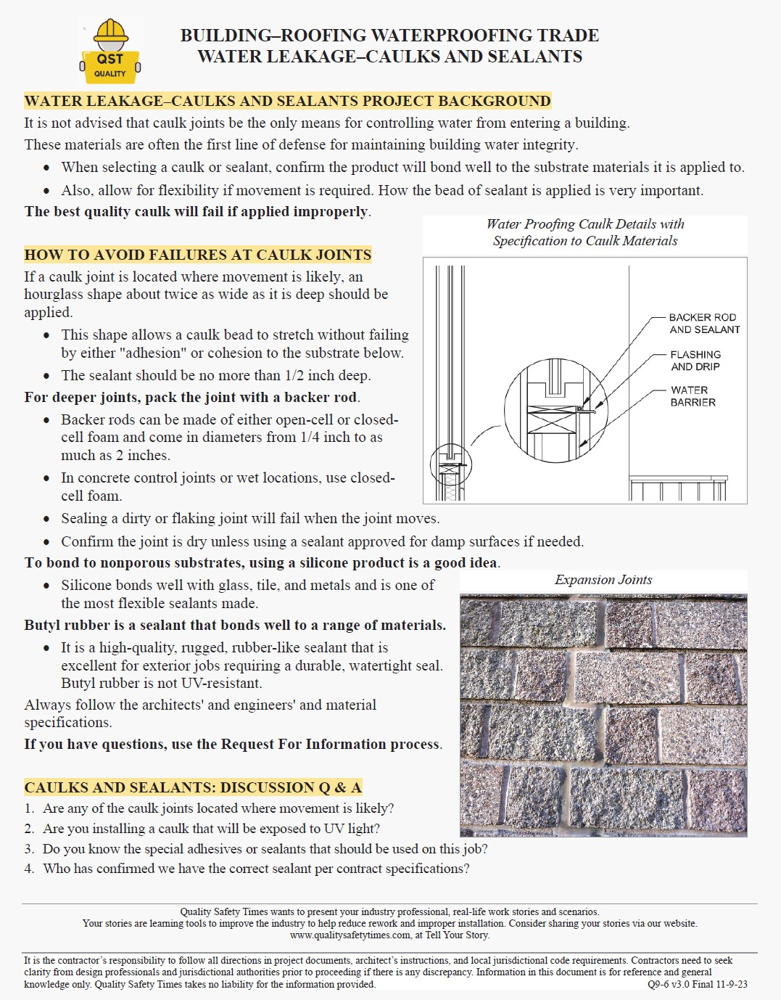 QST
QUALITY
BUILDING–ROOFING WATERPROOFING TRADE
WATER LEAKAGE–CAULKS AND SEALANTS
WATER LEAKAGE–CAULKS AND SEALANTS PROJECT BACKGROUND
It is not advised that caulk joints be the only means for controlling water from entering a building.
These materials are often the first line of defense for maintaining building water integrity.
• When selecting a caulk or sealant, confirm the product will bond well to the substrate materials it is applied to.
• Also, allow for flexibility if movement is required. How the bead of sealant is applied is very important.
The best quality caulk will fail if applied improperly.
HOW TO AVOID FAILURES AT CAULK JOINTS
If a caulk joint is located where movement is likely, an
hourglass shape about twice as wide as it is deep should be
applied.
• This shape allows a caulk bead to stretch without failing
by either "adhesion" or cohesion to the substrate below.
• The sealant should be no more than 1/2 inch deep.
For deeper joints, pack the joint with a backer rod.
• Backer rods can be made of either open-cell or closed-
cell foam and come in diameters from 1/4 inch to as
much as 2 inches.
• In concrete control joints or wet locations, use closed-
cell foam.
• Sealing a dirty or flaking joint will fail when the joint moves.
• Confirm the joint is dry unless using a sealant approved for damp surfaces if needed.
Water Proofing Caulk Details with
Specification to Caulk Materials
BACKER ROD
AND SEALANT
FLASHING
AND DRIP
WATER
BARRIER
To bond to nonporous substrates, using a silicone product is a good idea.
• Silicone bonds well with glass, tile, and metals and is one of
the most flexible sealants made.
Butyl rubber is a sealant that bonds well to a range of materials.
• It is a high-quality, rugged, rubber-like sealant that is
excellent for exterior jobs requiring a durable, watertight seal.
Butyl rubber is not UV-resistant.
Always follow the architects' and engineers' and material
specifications.
If you have questions, use the Request For Information process.
Expansion Joints
CAULKS AND SEALANTS: DISCUSSION Q & A
1. Are any of the caulk joints located where movement is likely?
2. Are you installing a caulk that will be exposed to UV light?
3. Do you know the special adhesives or sealants that should be used on this job?
4. Who has confirmed we have the correct sealant per contract specifications?
Quality Safety Times wants to present your industry professional, real-life work stories and scenarios.
Your stories are learning tools to improve the industry to help reduce rework and improper installation. Consider sharing your stories via our website.
www.qualitysafetytimes.com, at Tell Your Story.
It is the contractor’s responsibility to follow all directions in project documents, architect’s instructions, and local jurisdictional code requirements. Contractors need to seek
clarity from design professionals and jurisdictional authorities prior to proceeding if there is any discrepancy. Information in this document is for reference and general
knowledge only. Quality Safety Times takes no liability for the information provided.
Q9-6 v3.0 Final 11-9-23